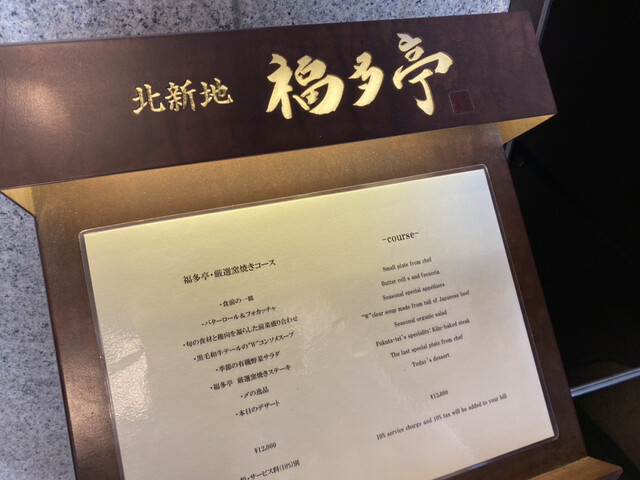 北新地 福多亭
福多亭・厳選窯焼きコース
・食前の一皿
・バターロール＆フォカッチャ
・旬の食材と趣向を凝らした前菜盛り合わせ
・黒毛和牛テールの"W"コンソメスープ
・季節の有機野菜サラダ
・福多亭 厳選窯焼きステーキ
・〆の逸品
・本日のデザート
¥12,000
・サービス料(10%)別
-course-
Small plate from chef
Butter roll s and focaccia
Seasonal special appetizers
"W"clear soup made from tail of Japanese beef
Seasonal organic salad
Fukuta-tei's speciality: Kiln-baked steak
The last special plate from chef
Today's dessert
¥12,000
10% service charge and 10% tax will be added to your bill